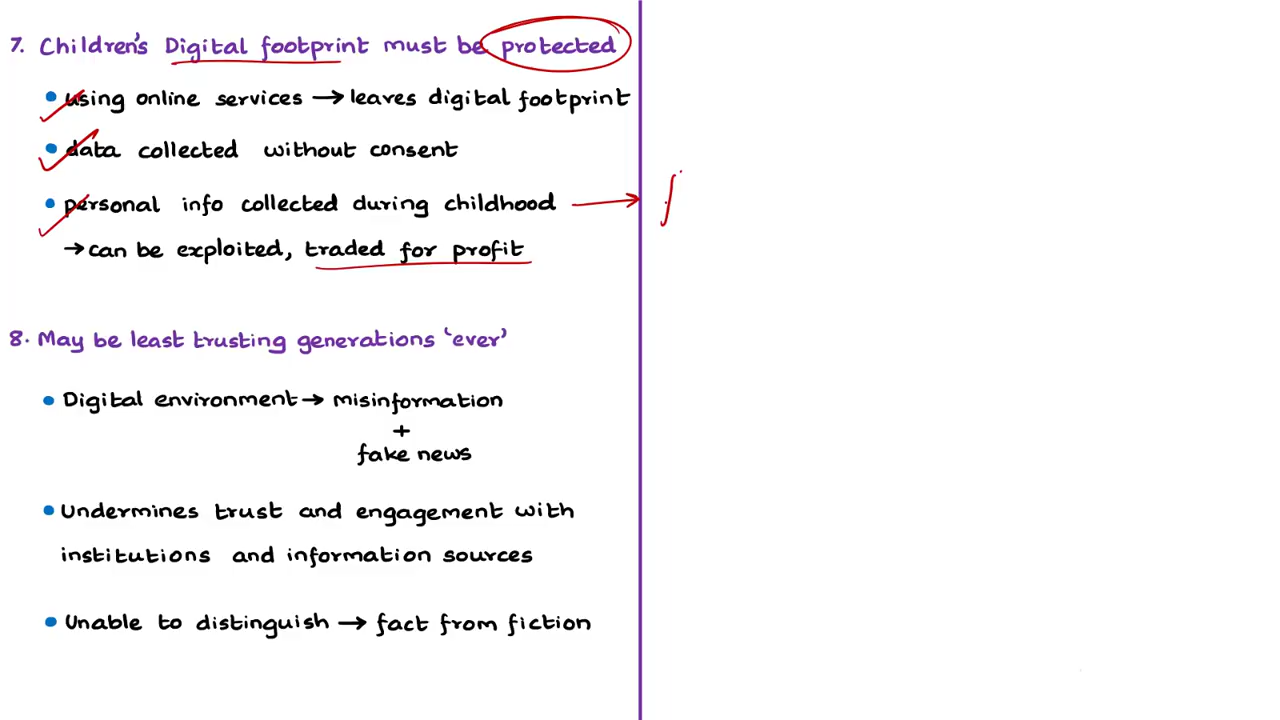 7. Children's Digital footprint must be protected
• using online services → leaves digital footprint
• data collected without consent
• personal info collected during childhood →
→ can be exploited, traded for profit
8. May be least trusting generations 'ever'
• Digital environment → misinformation
+
fake news
• Undermines trust and engagement with
institutions and information sources
• Unable to distinguish → fact from fiction